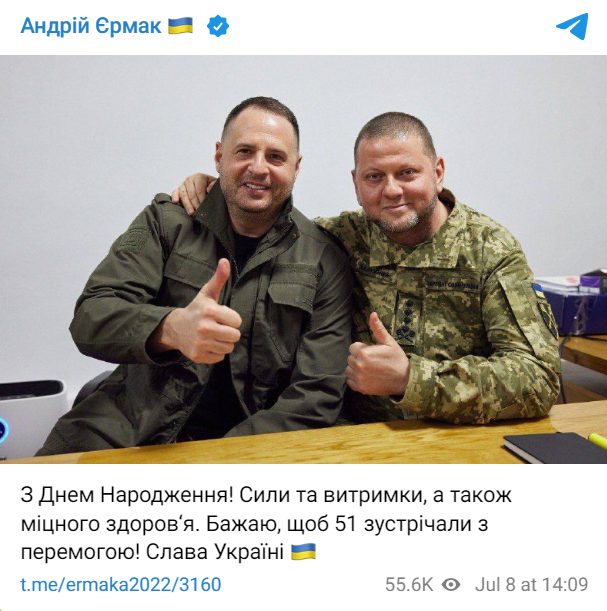 Андрій Єрмак 🇺🇦
З Днем Народження! Сили та витримки, а також
міцного здоров‘я. Бажаю, щоб 51 зустрічали з
перемогою! Слава Україні 🇺🇦
t.me/ermaka2022/3160
55.6K Jul 8 at 14:09